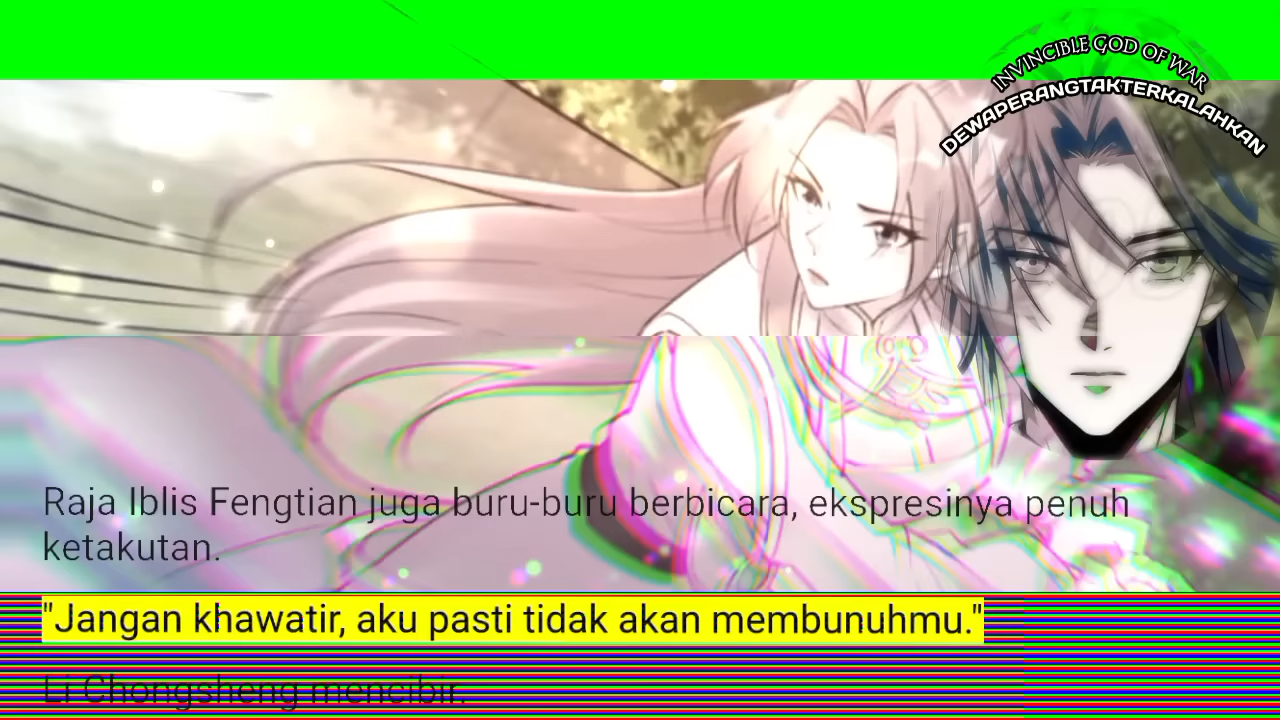 INVINCIBLE GOD OF WAR
DEWAPERANGTAKTERKALAHKAN
Raja Iblis Fengtian juga buru-buru berbicara, ekspresinya penuh
ketakutan.
"Jangan khawatir, aku pasti tidak akan membunuhmu."
Li Chongsheng mencibir.